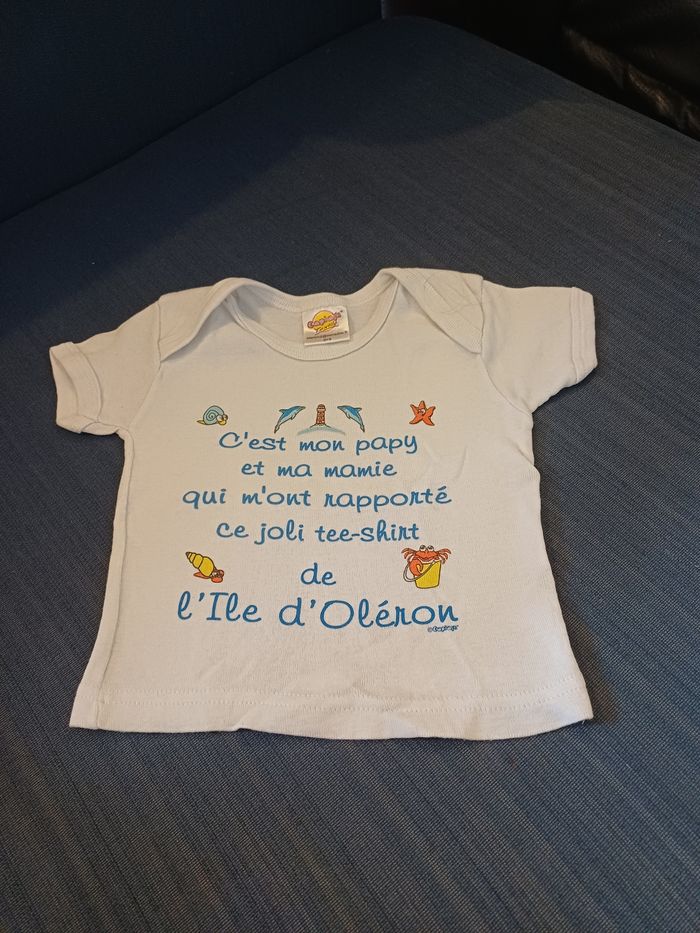 C'est mon papy
et ma mamie
qui m'ont rapporté
ce joli tee-shirt
de
l'Ile d'Oléron